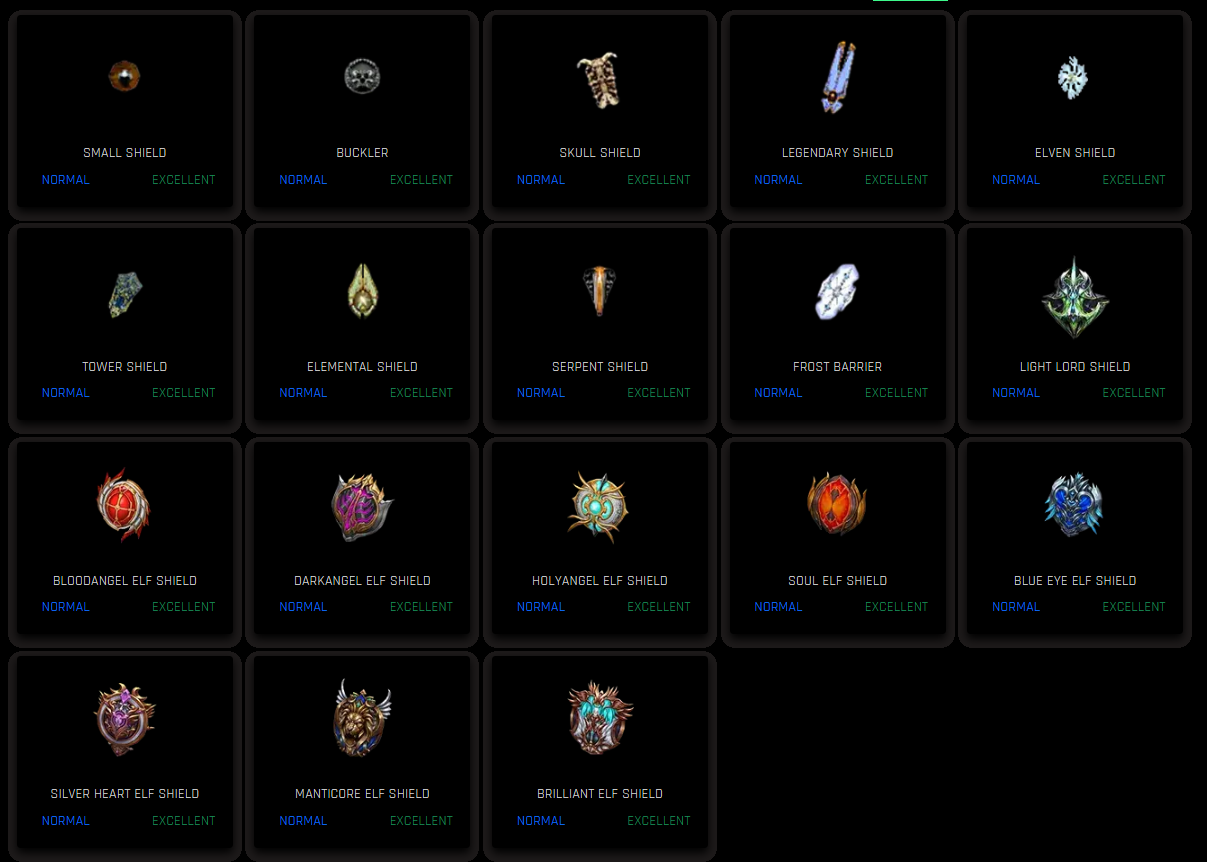 SMALL SHIELD
NORMAL EXCELLENT
BUCKLER
NORMAL EXCELLENT
SKULL SHIELD
NORMAL EXCELLENT
LEGENDARY SHIELD
NORMAL EXCELLENT
ELVEN SHIELD
NORMAL EXCELLENT
TOWER SHIELD
NORMAL EXCELLENT
ELEMENTAL SHIELD
NORMAL EXCELLENT
SERPENT SHIELD
NORMAL EXCELLENT
FROST BARRIER
NORMAL EXCELLENT
LIGHT LORD SHIELD
NORMAL EXCELLENT
BLOODANGEL ELF SHIELD
NORMAL EXCELLENT
DARKANGEL ELF SHIELD
NORMAL EXCELLENT
HOLYANGEL ELF SHIELD
NORMAL EXCELLENT
SOUL ELF SHIELD
NORMAL EXCELLENT
BLUE EYE ELF SHIELD
NORMAL EXCELLENT
SILVER HEART ELF SHIELD
NORMAL EXCELLENT
MANTICORE ELF SHIELD
NORMAL EXCELLENT
BRILLIANT ELF SHIELD
NORMAL EXCELLENT